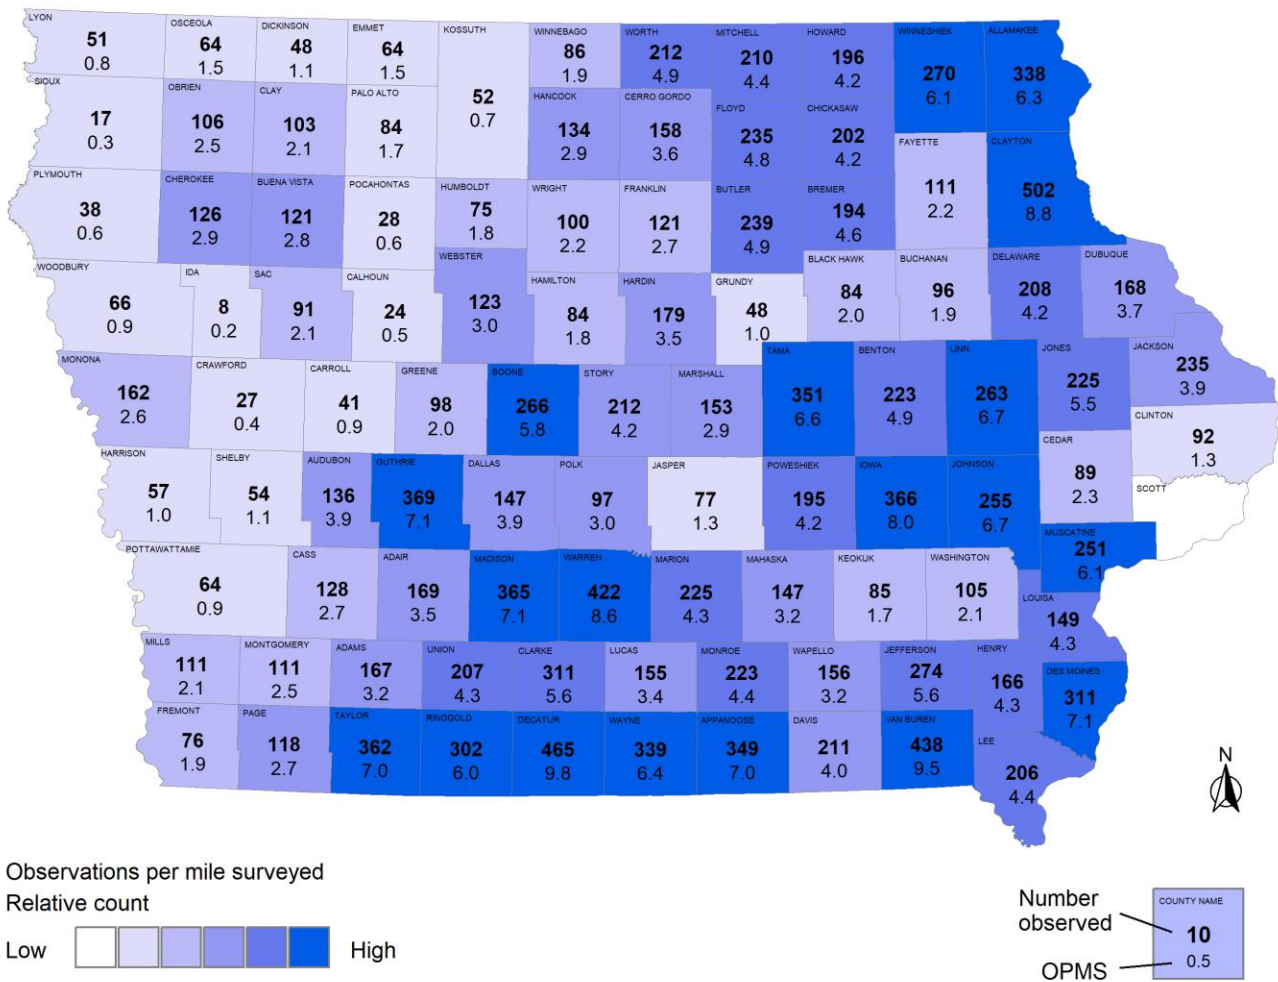 LYON
51
0.8
OSCEOLA
64
1.5
DICKINSON
48
1.1
EMMET
64
1.5
KOSSUTH
52
0.7
WINNEBAGO
86
1.9
WORTH
212
4.9
MITCHELL
210
4.4
HOWARD
196
4.2
WINNESHIEK
270
6.1
ALLAMAKEE
338
6.3
SIOUX
17
0.3
OBRIEN
106
2.5
CLAY
103
2.1
PALO ALTO
84
1.7
HANCOCK
134
2.9
CERRO GORDO
158
3.6
FLOYD
235
4.8
CHICKASAW
202
4.2
FAYETTE
111
2.2
CLAYTON
502
8.8
PLYMOUTH
38
0.6
CHEROKEE
126
2.9
BUENA VISTA
121
2.8
POCAHONTAS
28
0.6
HUMBOLDT
75
1.8
WRIGHT
100
2.2
FRANKLIN
121
2.7
BUTLER
239
4.9
BREMER
194
4.6
WOODBURY
66
0.9
IDA
8
0.2
SAC
91
2.1
CALHOUN
24
0.5
WEBSTER
123
3.0
HAMILTON
84
1.8
HARDIN
179
3.5
GRUNDY
48
1.0
BLACK HAWK
84
2.0
BUCHANAN
96
1.9
DELAWARE
208
4.2
DUBUQUE
168
3.7
MONONA
162
2.6
CRAWFORD
27
0.4
CARROLL
41
0.9
GREENE
98
2.0
BOONE
266
5.8
STORY
212
4.2
MARSHALL
153
2.9
TAMA
351
6.6
BENTON
223
4.9
LINN
263
6.7
JONES
225
5.5
JACKSON
235
3.9
CLINTON
92
1.3
CEDAR
89
2.3
SCOTT
HARRISON
57
1.0
SHELBY
54
1.1
AUDUBON
136
3.9
GUTHRIE
369
7.1
DALLAS
147
3.9
POLK
97
3.0
JASPER
77
1.3
POWESHIEK
195
4.2
IOWA
366
8.0
JOHNSON
255
6.7
MUSCATINE
251
6.1
POTTAWATTAMIE
64
0.9
CASS
128
2.7
ADAIR
169
3.5
MADISON
365
7.1
WARREN
422
8.6
MARION
225
4.3
MAHASKA
147
3.2
KEOKUK
85
1.7
WASHINGTON
105
2.1
LOUISA
149
4.3
MILLS
111
2.1
MONTGOMERY
111
2.5
ADAMS
167
3.2
UNION
207
4.3
CLARKE
311
5.6
LUCAS
155
3.4
MONROE
223
4.4
WAPELLO
156
3.2
JEFFERSON
274
5.6
HENRY
166
4.3
DES MOINES
311
7.1
FREMONT
76
1.9
PAGE
118
2.7
TAYLOR
362
7.0
RINGGOLD
302
6.0
DECATUR
465
9.8
WAYNE
339
6.4
APPANOOSE
349
7.0
DAVIS
211
4.0
VAN BUREN
438
9.5
LEE
206
4.4
N
Observations per mile surveyed
Relative count
Low
High
Number
observed
OPMS
COUNTY NAME
10
0.5